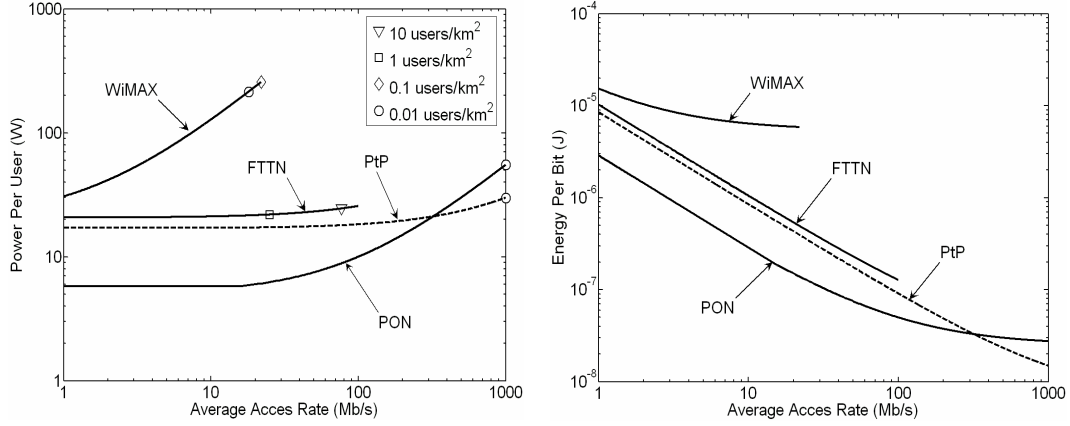 1000
100
10
1
Power Per User (W)
WiMAX
FTTN
PtP
PON
10 users/km²
1 users/km²
0.1 users/km²
0.01 users/km²
1
10
100
1000
Average Acces Rate (Mb/s)
10⁻⁴
10⁻⁵
10⁻⁶
10⁻⁷
10⁻⁸
Energy Per Bit (J)
WiMAX
FTTN
PtP
PON
1
10
100
1000
Average Acces Rate (Mb/s)